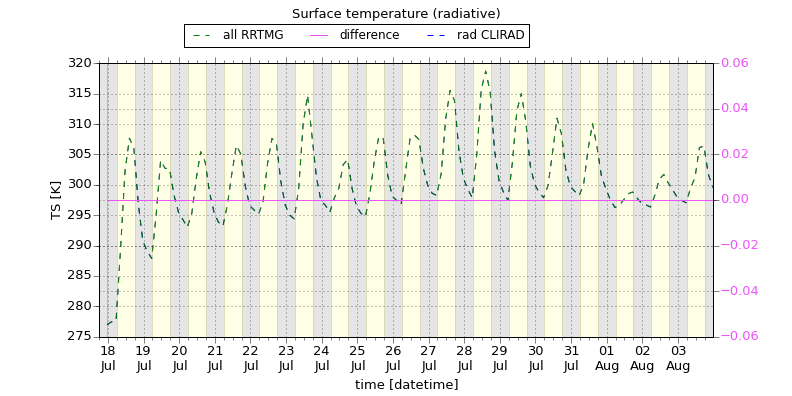 Surface temperature (radiative)
all RRTMG difference rad CLIRAD
320
315
310
305
300
295
290
285
280
275
TS [K]
0.06
0.04
0.02
0.00
−0.02
−0.04
−0.06
18 19 20 21 22 23 24 25 26 27 28 29 30 31 01 02 03
Jul Jul Jul Jul Jul Jul Jul Jul Jul Jul Jul Jul Jul Jul Aug Aug Aug
time [datetime]